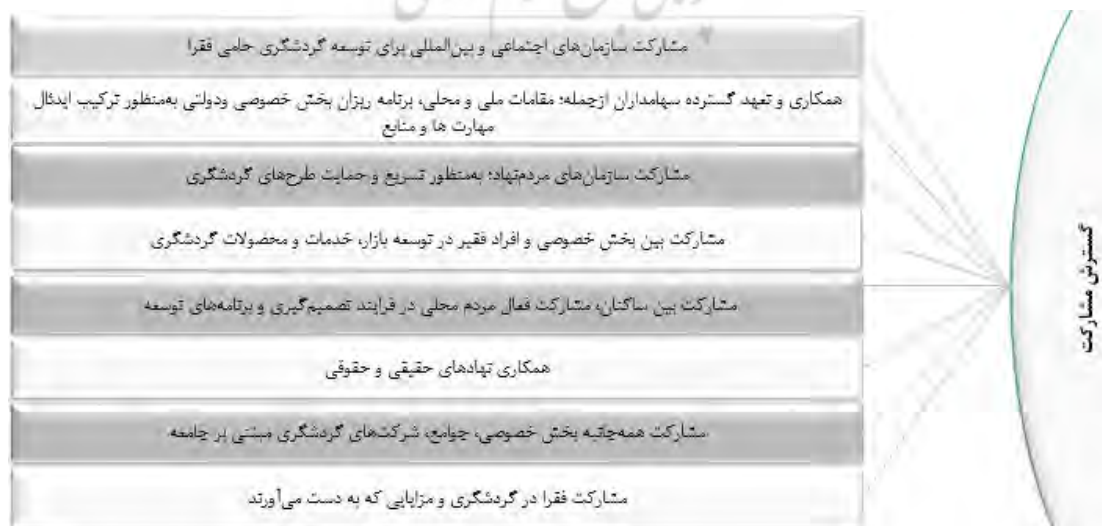 مشارکت سازمان‌های اجتماعی و بین‌المللی برای توسعه گردشگری حامی فقرا
همکاری و تعهد گسترده سهامداران ازجمله؛ مقامات ملی و محلی، برنامه ریزان بخش خصوصی ودولتی به‌منظور ترکیب ایدئال
مهارت ها و منابع
مشارکت سازمان‌های مردم‌نهاد؛ به‌منظور تسریع و حمایت طرح‌های گردشگری
مشارکت بین بخش خصوصی و افراد فقیر در توسعه بازار، خدمات و محصولات گردشگری
مشارکت بین ساکنان، مشارکت فعال مردم محلی در فرایند تصمیم‌گیری و برنامه‌های توسعه
همکاری نهادهای حقیقی و حقوقی
مشارکت همه‌جانبه بخش خصوصی، جوامع، شرکت‌های گردشگری مبتنی بر جامعه
مشارکت فقرا در گردشگری و مزایایی که به دست می‌آورند
گسترش مشارکت